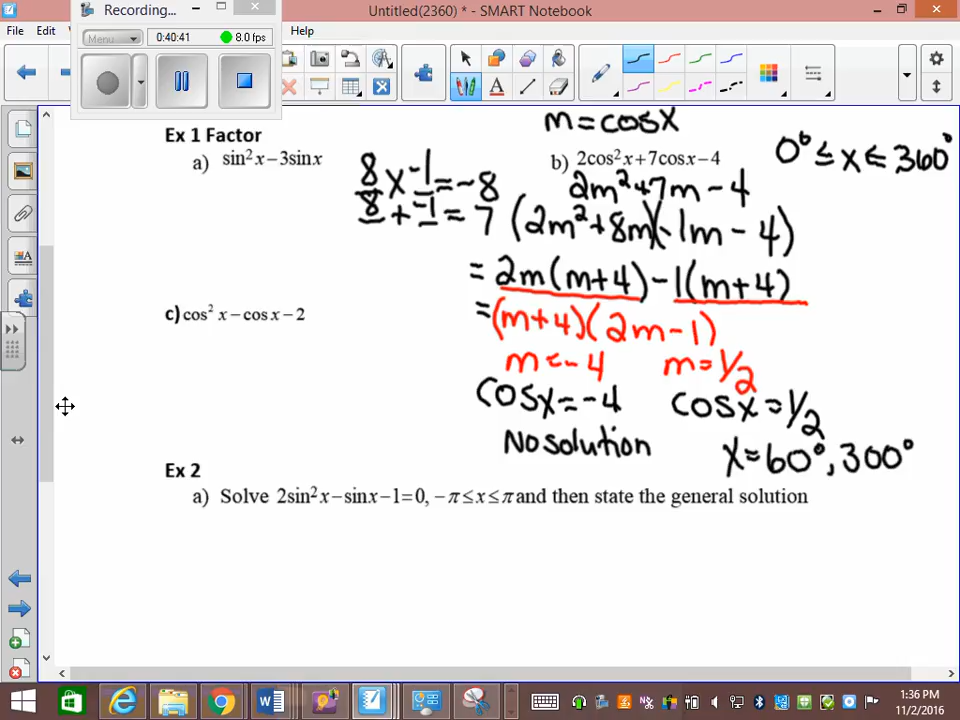 Recording...
Untitled(2360) * - SMART Notebook
File Edit Help
Menu 0:40:41 8.0 fps
m=cosx
Ex 1 Factor
0° ≤ x ≤ 360°
a) sin²x−3sinx
b) 2cos²x+7cosx−4
8 x -1 = -8
2m²+7m-4
8 + -1 = 7
(2m²+8m)(-1m-4)
= 2m(m+4)-1(m+4)
c) cos² x−cosx−2
=(m+4)(2m-1)
m=-4 m=1/2
cosx=-4 cosx=1/2
No solution x=60°,300°
Ex 2
a) Solve 2sin²x−sinx−1=0, −π≤x≤π and then state the general solution
1:36 PM
11/2/2016